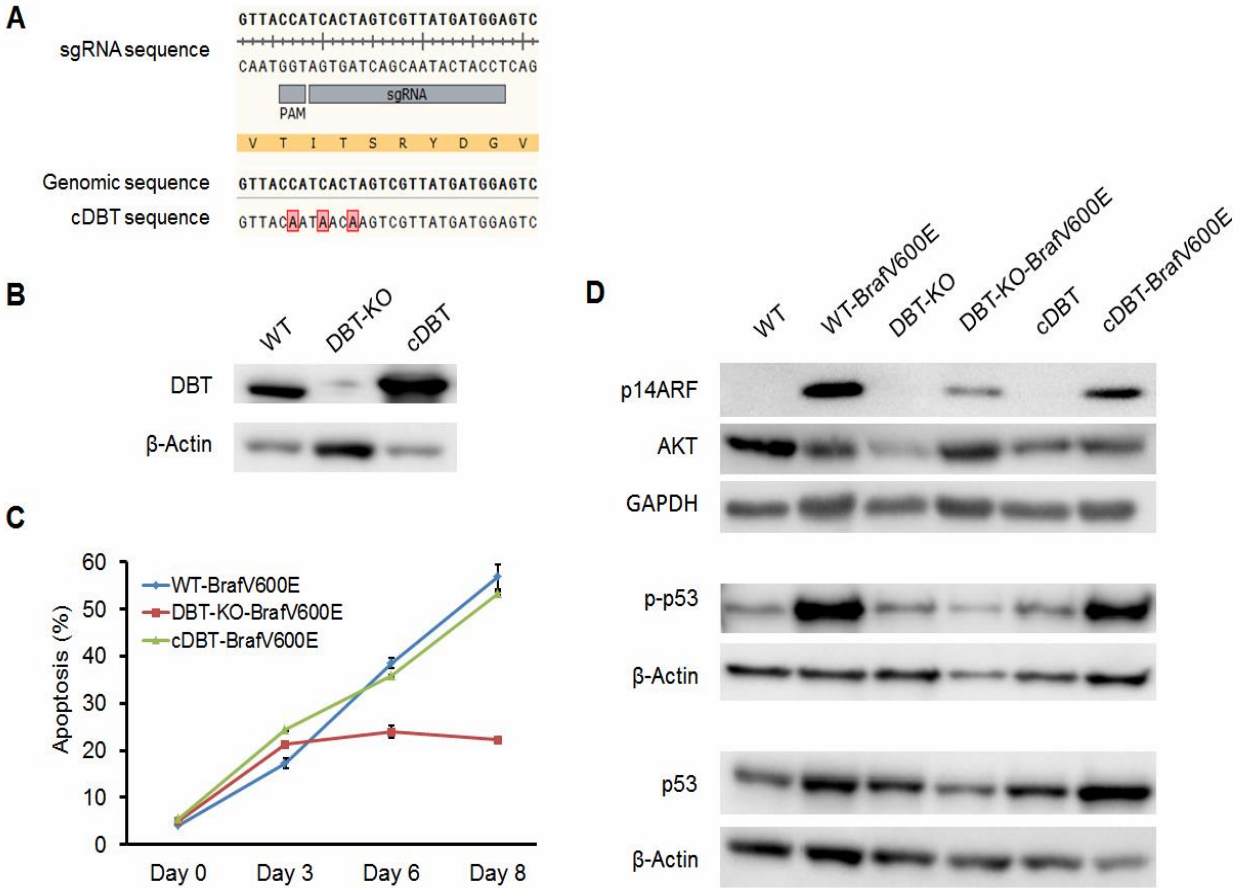 A
sgRNA sequence
GTTACCATCACTAGTCGTTATGATGGAGTC
CAATGGTAGTGATCAGCAATACTACCTCAG
PAM
sgRNA
V T I T S R Y D G V
Genomic sequence
GTTACCATCACTAGTCGTTATGATGGAGTC
cDBT sequence
GTTACAATAACAAGTCGTTATGATGGAGTC
B
WT
DBT-KO
cDBT
DBT
β-Actin
C
Apoptosis (%)
60
50
40
30
20
10
0
WT-BrafV600E
DBT-KO-BrafV600E
cDBT-BrafV600E
Day 0
Day 3
Day 6
Day 8
D
WT
WT-BrafV600E
DBT-KO
DBT-KO-BrafV600E
cDBT
cDBT-BrafV600E
p14ARF
AKT
GAPDH
p-p53
β-Actin
p53
β-Actin